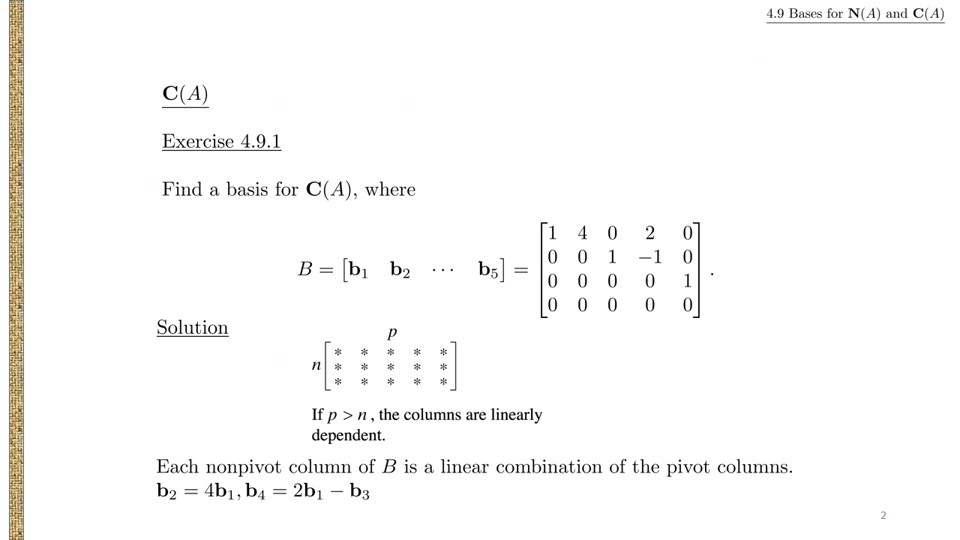 4.9 Bases for N(A) and C(A)
C(A)
Exercise 4.9.1
Find a basis for C(A), where
B = [b₁ b₂ ⋯ b₅] = [1 4 0 2 0
0 0 1 −1 0
0 0 0 0 1
0 0 0 0 0] .
Solution
p
n [* * * * *
* * * * *
* * * * *]
If p > n , the columns are linearly
dependent.
Each nonpivot column of B is a linear combination of the pivot columns.
b₂ = 4b₁, b₄ = 2b₁ − b₃
2